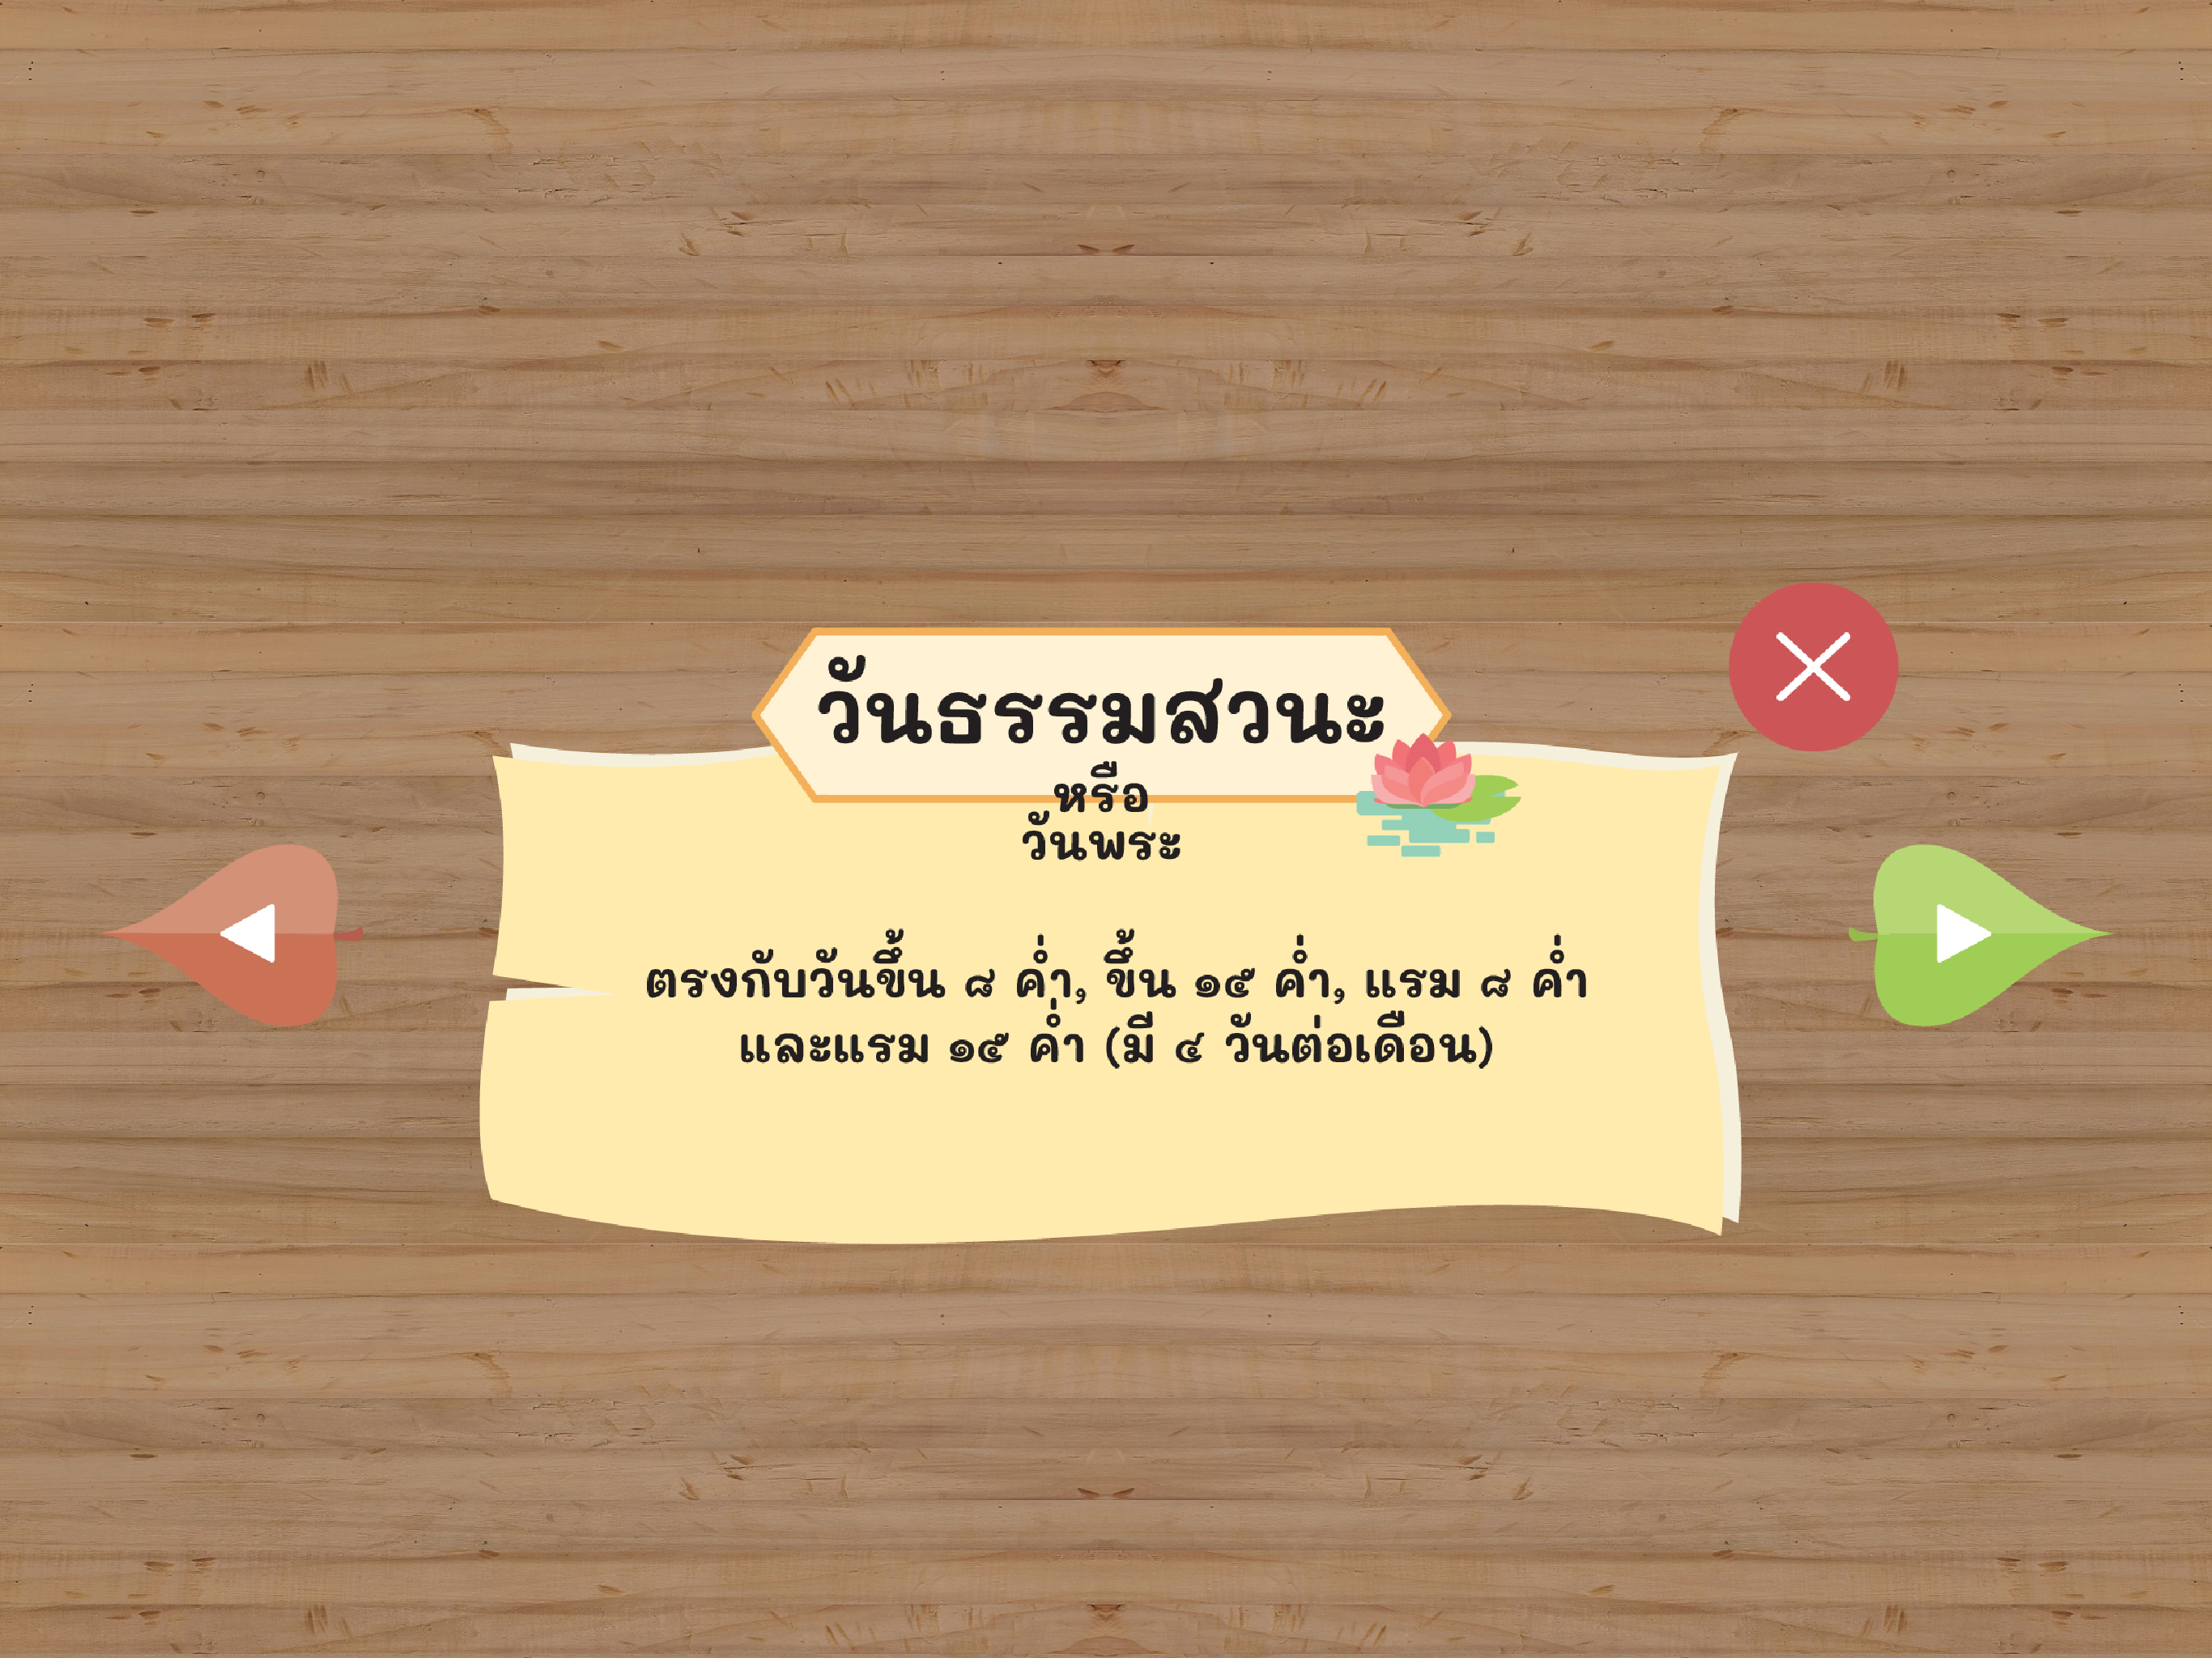 วันธรรมสวนะ
หรือ
วันพระ
ตรงกับวันขึ้น ๘ ค่ำ, ขึ้น ๑๕ ค่ำ, แรม ๘ ค่ำ
และแรม ๑๕ ค่ำ (มี ๔ วันต่อเดือน)